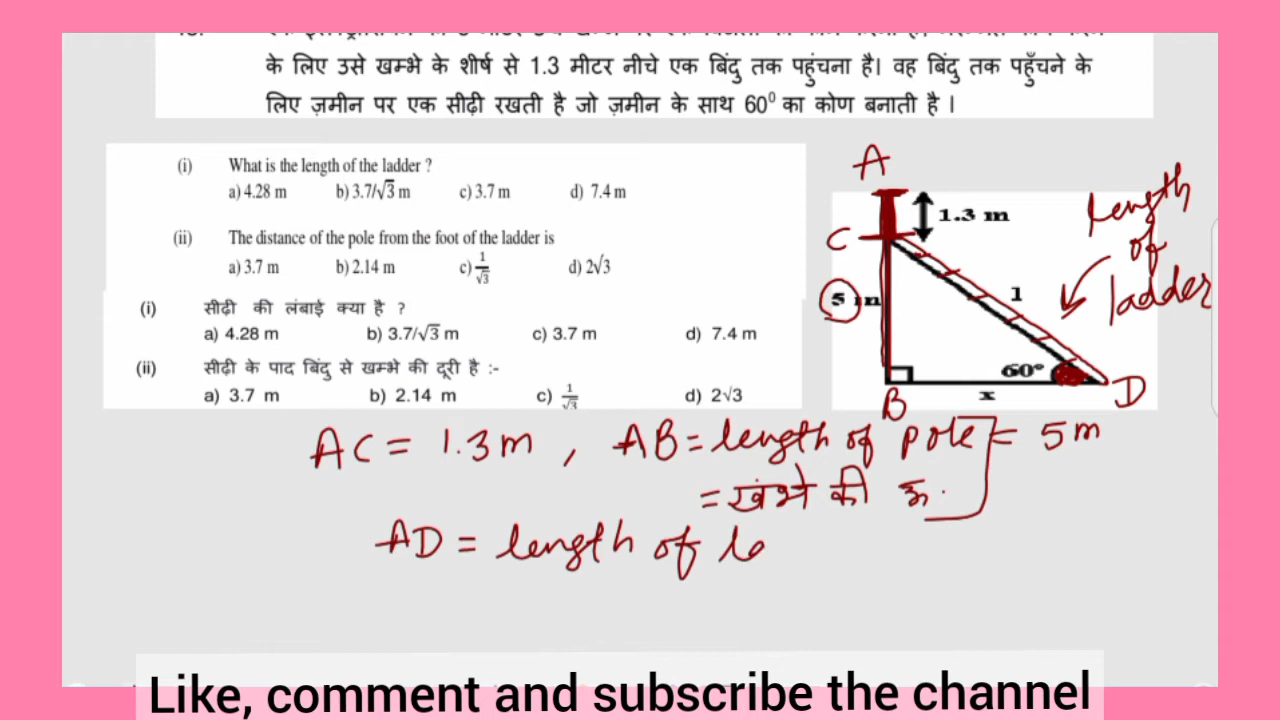 के लिए उसे खम्भे के शीर्ष से 1.3 मीटर नीचे एक बिंदु तक पहुंचना है। वह बिंदु तक पहुँचने के
लिए ज़मीन पर एक सीढ़ी रखती है जो ज़मीन के साथ 60⁰ का कोण बनाती है ।
(i) What is the length of the ladder ?
a) 4.28 m b) 3.7/√3 m c) 3.7 m d) 7.4 m
(ii) The distance of the pole from the foot of the ladder is
a) 3.7 m b) 2.14 m c) 1/√3 d) 2√3
(i) सीढ़ी की लंबाई क्या है ?
a) 4.28 m b) 3.7/√3 m c) 3.7 m d) 7.4 m
(ii) सीढ़ी के पाद बिंदु से खम्भे की दूरी है :-
a) 3.7 m b) 2.14 m c) 1/√3 d) 2√3
A
1.3 m
C
5 m
l
60°
B
x
D
length
of
ladder
AC = 1.3 m , AB = length of pole = 5 m
= खंभे की ऊ.
AD = length of
Like, comment and subscribe the channel